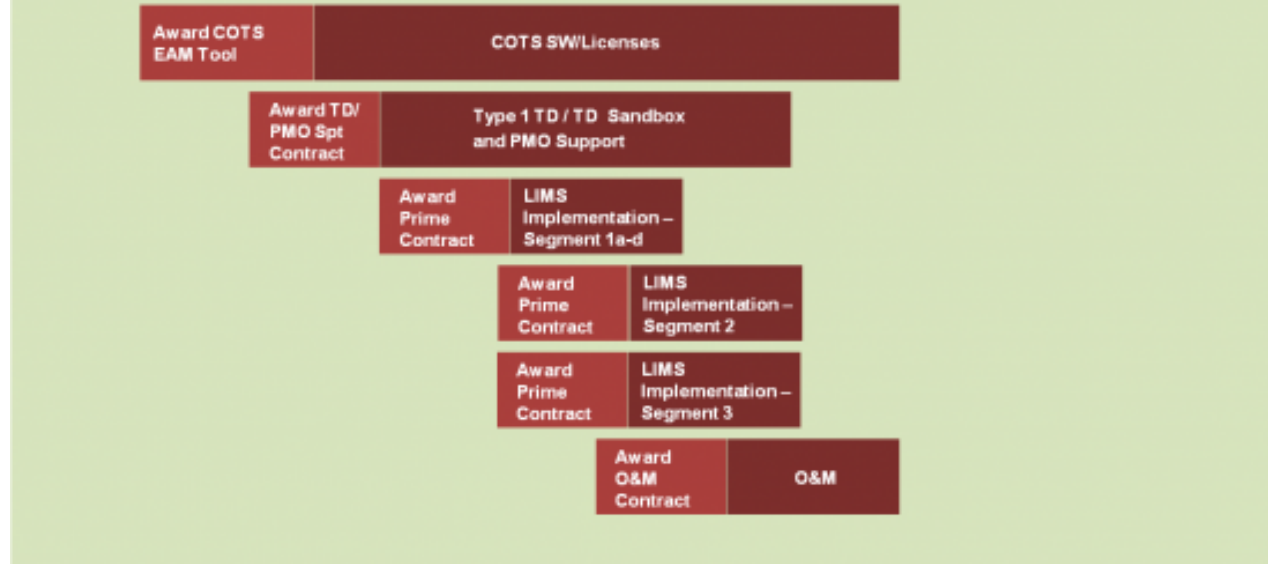 Award COTS
EAM Tool
COTS SW/Licenses
Award TD/
PMO Spt
Contract
Type 1 TD / TD Sandbox
and PMO Support
Award
Prime
Contract
LIMS
Implementation –
Segment 1a-d
Award
Prime
Contract
LIMS
Implementation –
Segment 2
Award
Prime
Contract
LIMS
Implementation –
Segment 3
Award
O&M
Contract
O&M